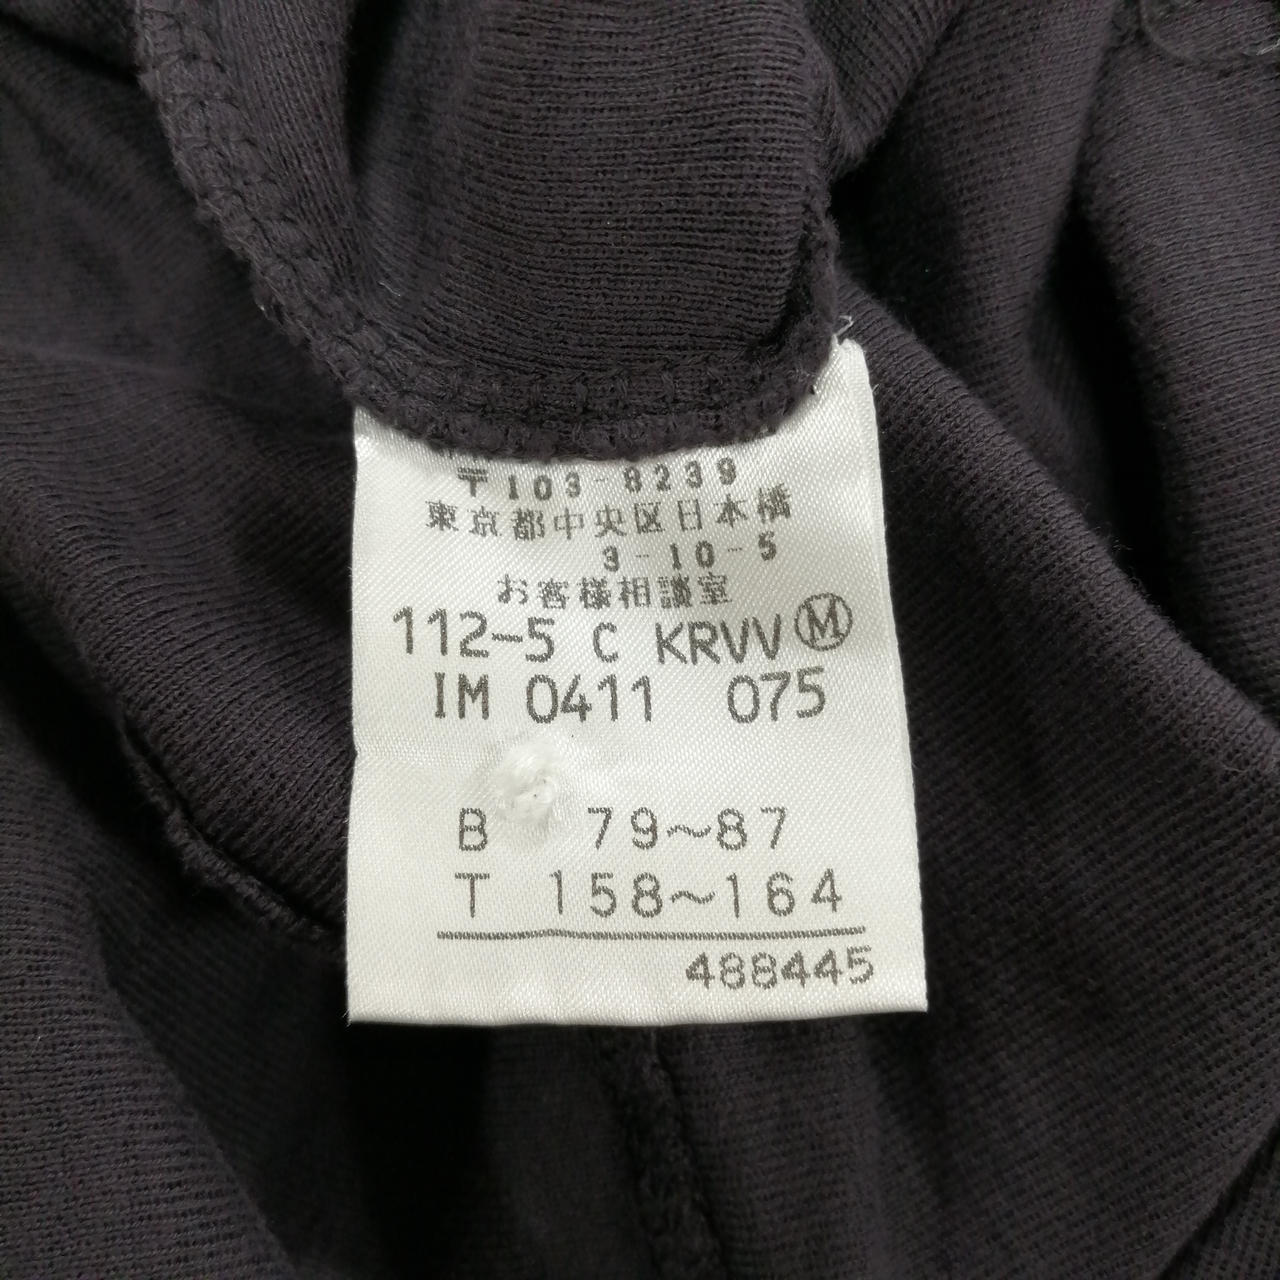 〒103-8239
東京都中央区日本橋
3-10-5
お客様相談室
112-5 C KRVV Ⓜ
IM 0411 075
B 79～87
T 158～164
488445